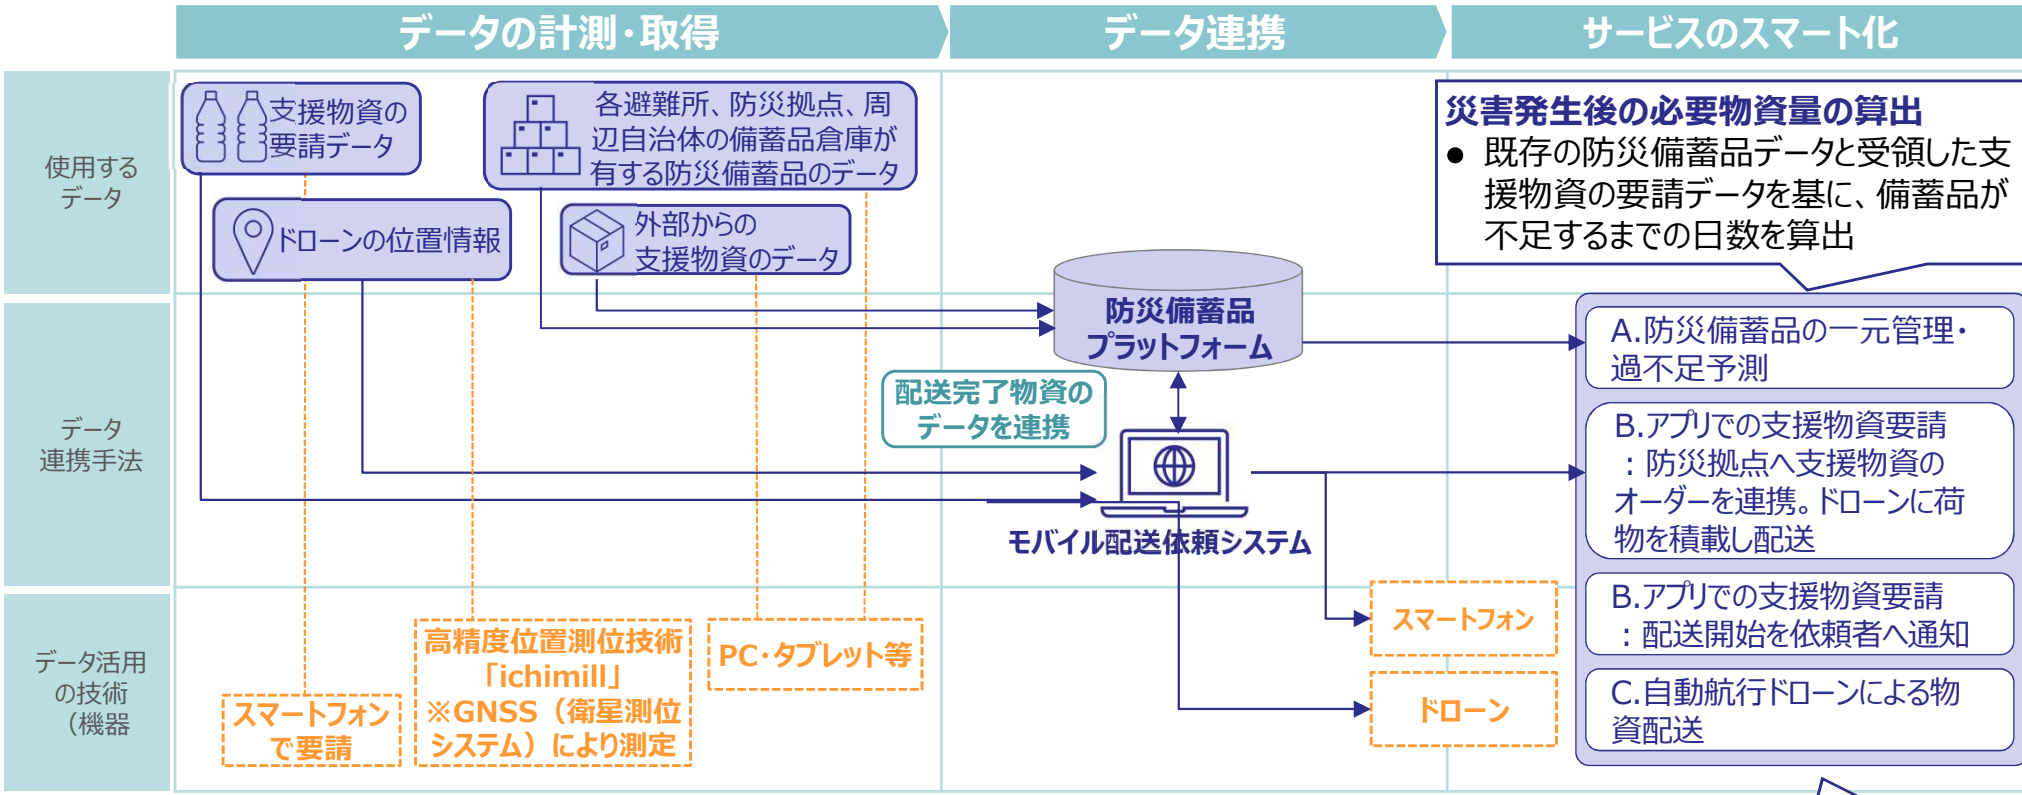 データの計測・取得
データ連携
サービスのスマート化
使用する
データ
支援物資の
要請データ
各避難所、防災拠点、周
辺自治体の備蓄品倉庫が
有する防災備蓄品のデータ
ドローンの位置情報
外部からの
支援物資のデータ
災害発生後の必要物資量の算出
● 既存の防災備蓄品データと受領した支
援物資の要請データを基に、備蓄品が
不足するまでの日数を算出
データ
連携手法
防災備蓄品
プラットフォーム
配送完了物資の
データを連携
モバイル配送依頼システム
A.防災備蓄品の一元管理・
過不足予測
B.アプリでの支援物資要請
：防災拠点へ支援物資の
オーダーを連携。ドローンに荷
物を積載し配送
B.アプリでの支援物資要請
：配送開始を依頼者へ通知
C.自動航行ドローンによる物
資配送
データ活用
の技術
（機器
スマートフォン
で要請
高精度位置測位技術
「ichimill」
※GNSS（衛星測位
システム）により測定
PC・タブレット等
スマートフォン
ドローン